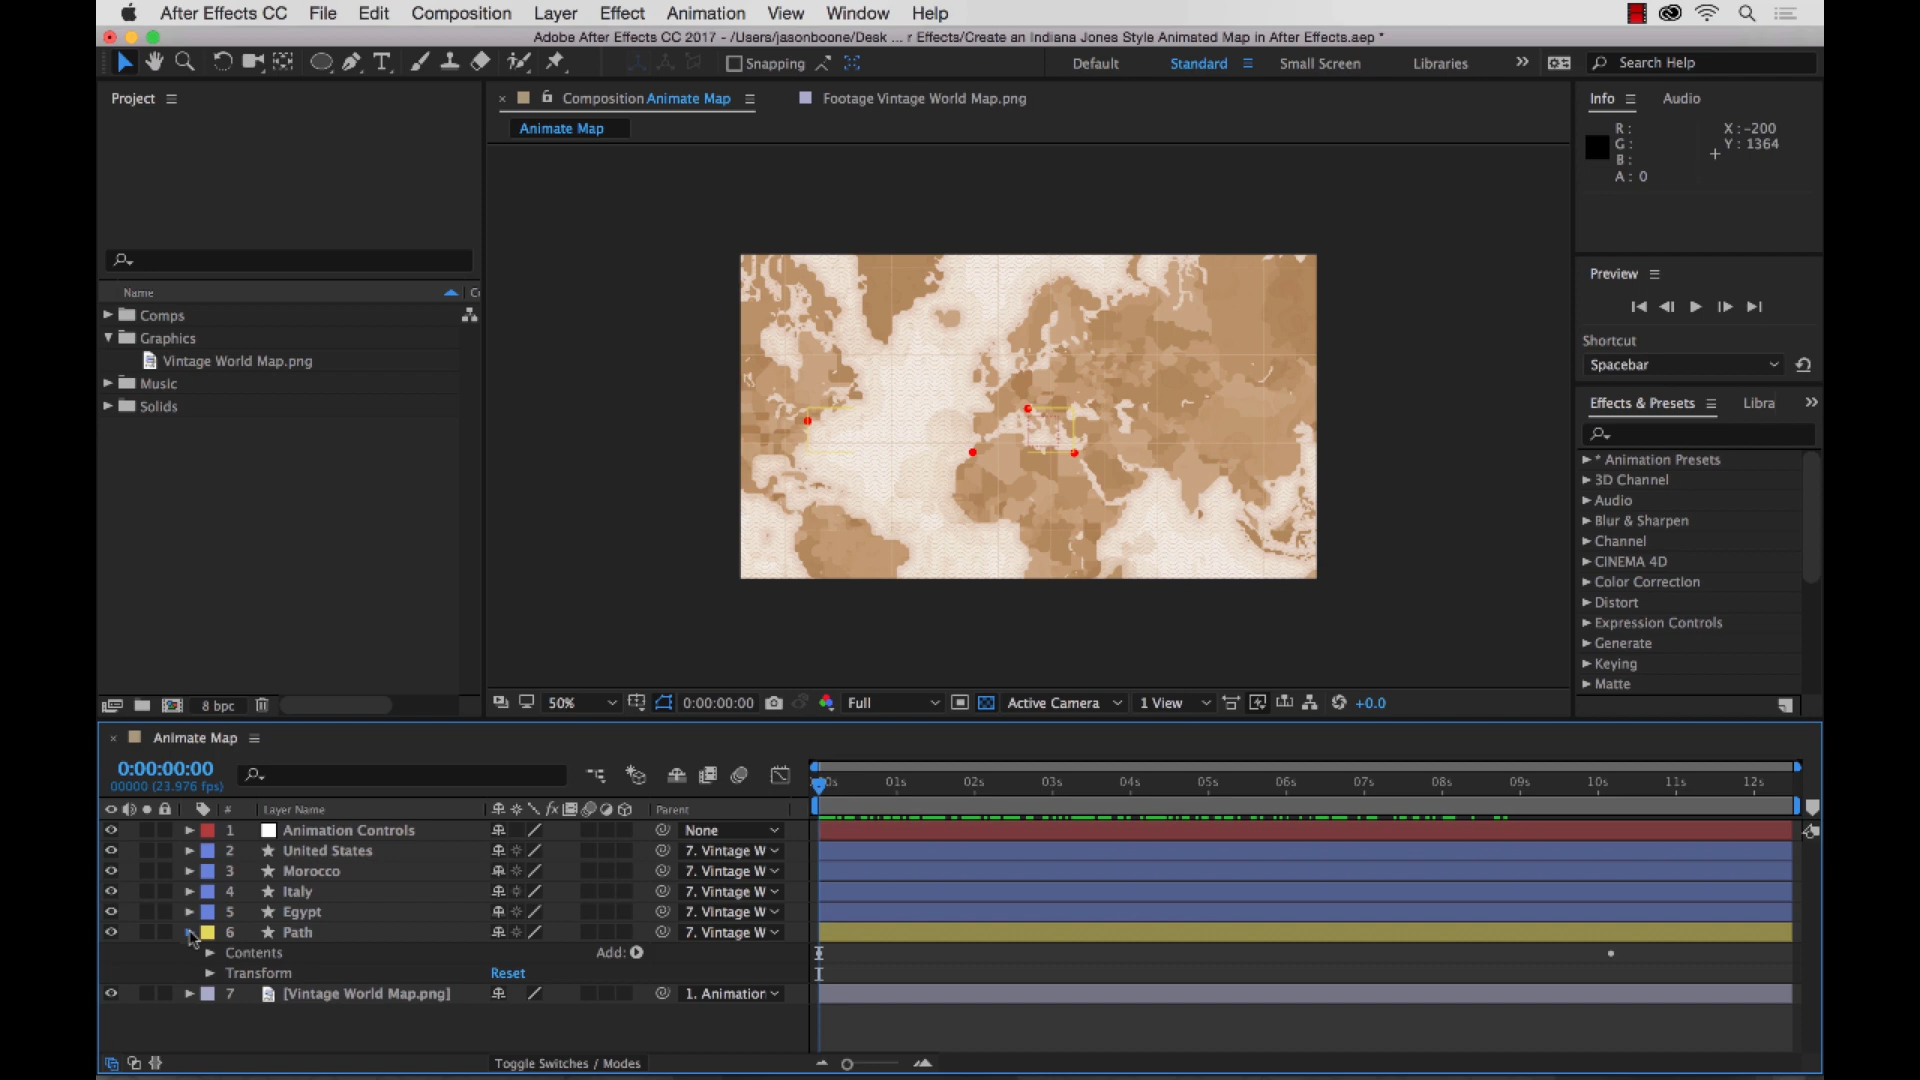 After Effects CC File Edit Composition Layer Effect Animation View Window Help
Adobe After Effects CC 2017 - /Users/jasonboone/Desk ... r Effects/Create an Indiana Jones Style Animated Map in After Effects.aep *
Snapping Default Standard Small Screen Libraries Search Help
Project
Composition Animate Map Footage Vintage World Map.png
Animate Map
Info Audio
R: X: -200
G: Y: 1364
B:
A: 0
Name
Comps
Graphics
Vintage World Map.png
Music
Solids
Preview
Shortcut
Spacebar
Effects & Presets Libra
* Animation Presets
3D Channel
Audio
Blur & Sharpen
Channel
CINEMA 4D
Color Correction
Distort
Expression Controls
Generate
Keying
Matte
8 bpc
50% 0:00:00:00 Full Active Camera 1 View +0.0
Animate Map
0:00:00:00
00000 (23.976 fps)
01s 02s 03s 04s 05s 06s 07s 08s 09s 10s 11s 12s
# Layer Name fx Parent
1 Animation Controls None
2 United States 7. Vintage W
3 Morocco 7. Vintage W
4 Italy 7. Vintage W
5 Egypt 7. Vintage W
6 Path 7. Vintage W
Contents Add:
Transform Reset
7 [Vintage World Map.png] 1. Animation
Toggle Switches / Modes